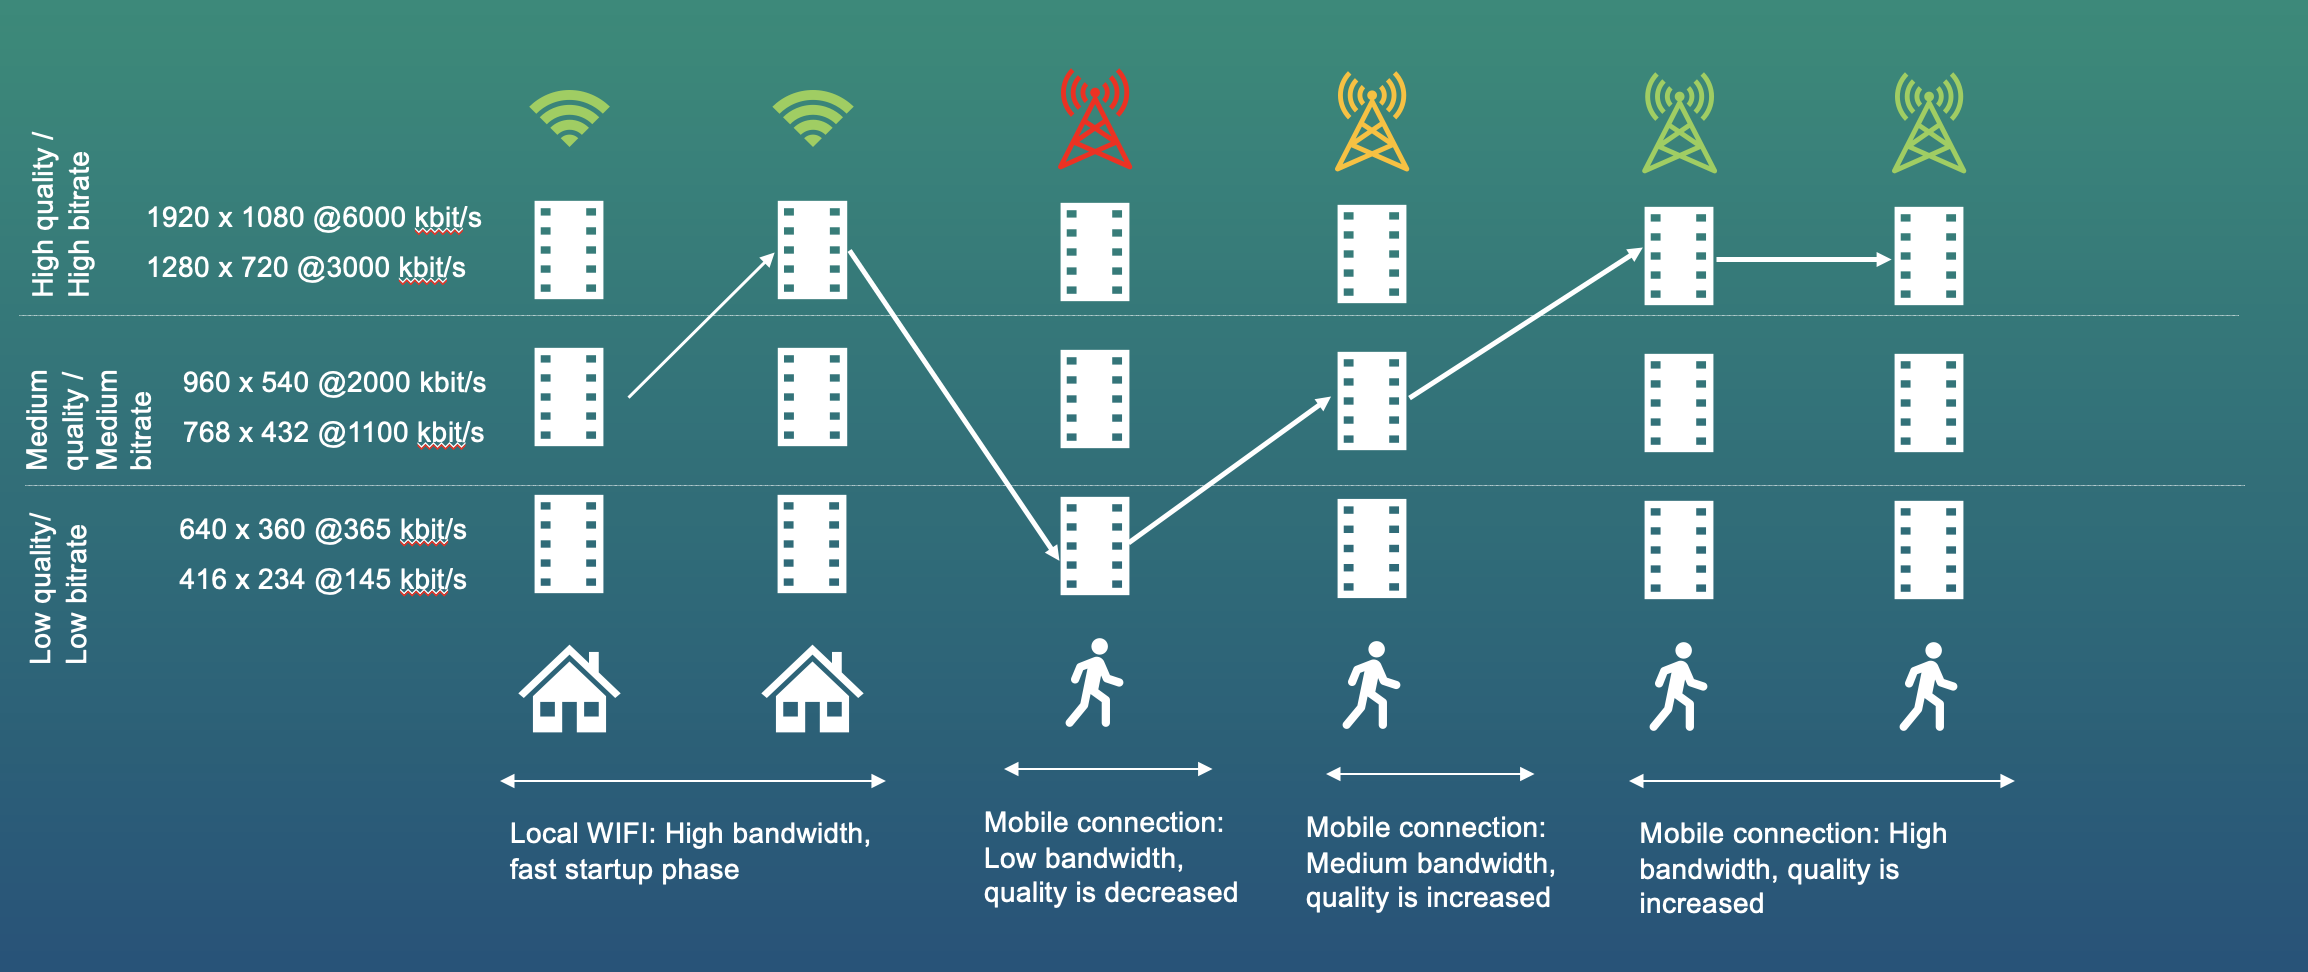 High quality /
High bitrate
1920 x 1080 @6000 kbit/s
1280 x 720 @3000 kbit/s
Medium
quality /
Medium
bitrate
960 x 540 @2000 kbit/s
768 x 432 @1100 kbit/s
Low quality/
Low bitrate
640 x 360 @365 kbit/s
416 x 234 @145 kbit/s
Local WIFI: High bandwidth,
fast startup phase
Mobile connection:
Low bandwidth,
quality is decreased
Mobile connection:
Medium bandwidth,
quality is increased
Mobile connection: High
bandwidth, quality is
increased